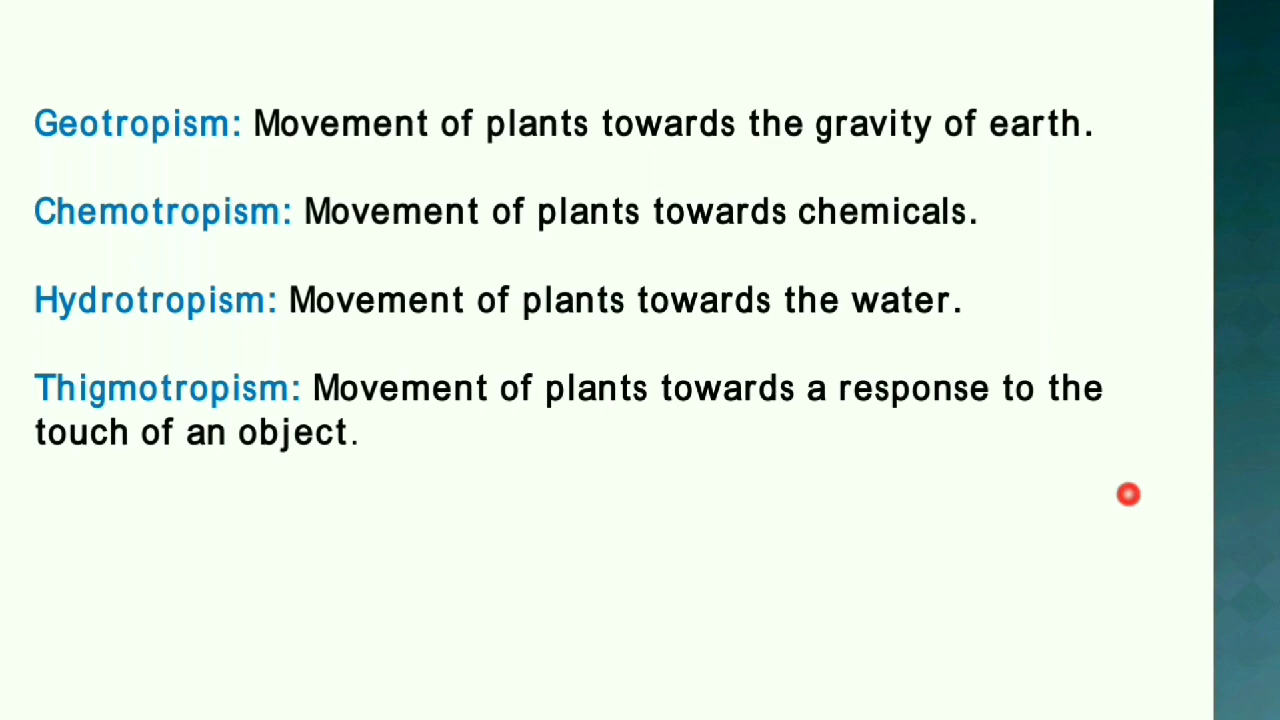 Geotropism: Movement of plants towards the gravity of earth.
Chemotropism: Movement of plants towards chemicals.
Hydrotropism: Movement of plants towards the water.
Thigmotropism: Movement of plants towards a response to the
touch of an object.